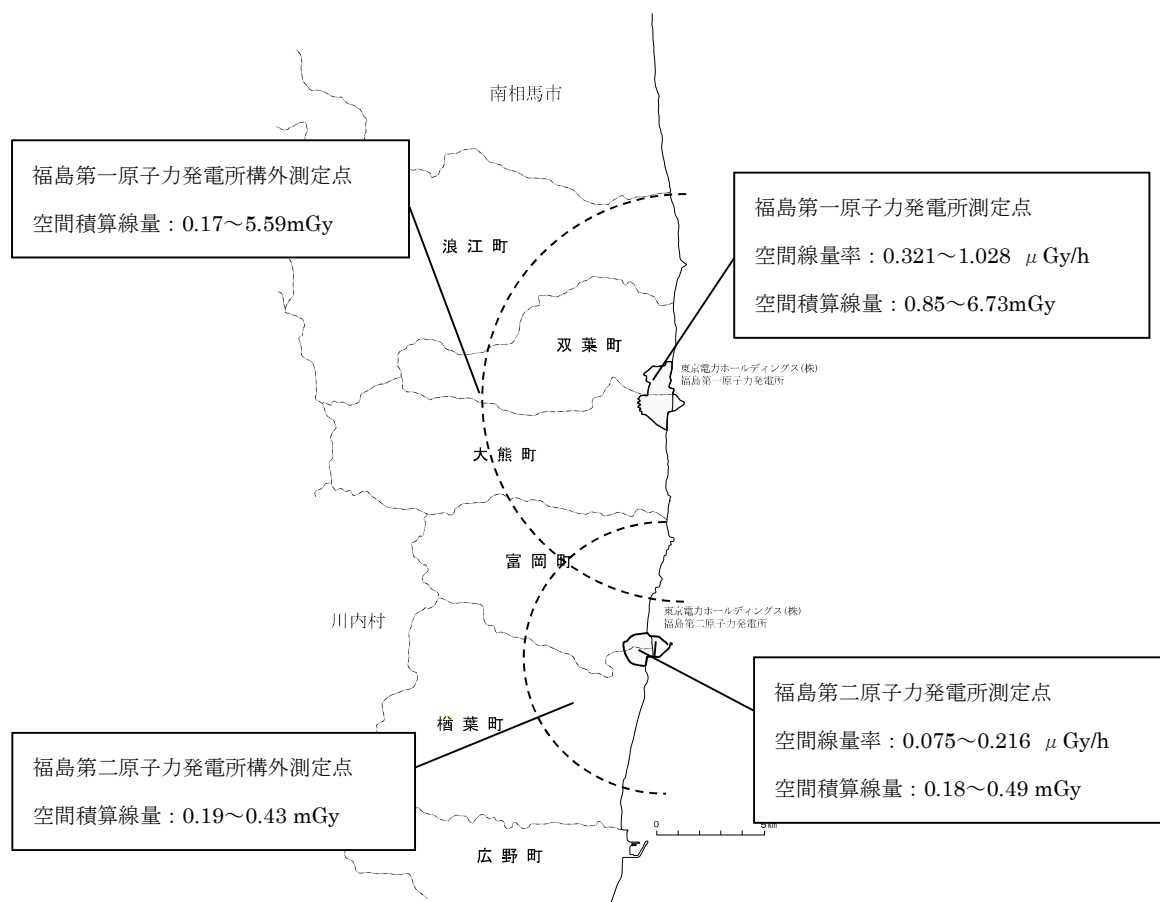 南相馬市
福島第一原子力発電所構外測定点
空間積算線量：0.17～5.59mGy
福島第一原子力発電所測定点
空間線量率：0.321～1.028 μGy/h
空間積算線量：0.85～6.73mGy
浪江町
双葉町
東京電力ホールディングス(株)
福島第一原子力発電所
大熊町
富岡町
川内村
東京電力ホールディングス(株)
福島第二原子力発電所
福島第二原子力発電所測定点
空間線量率：0.075～0.216 μGy/h
空間積算線量：0.18～0.49 mGy
楢葉町
福島第二原子力発電所構外測定点
空間積算線量：0.19～0.43 mGy
0
広野町